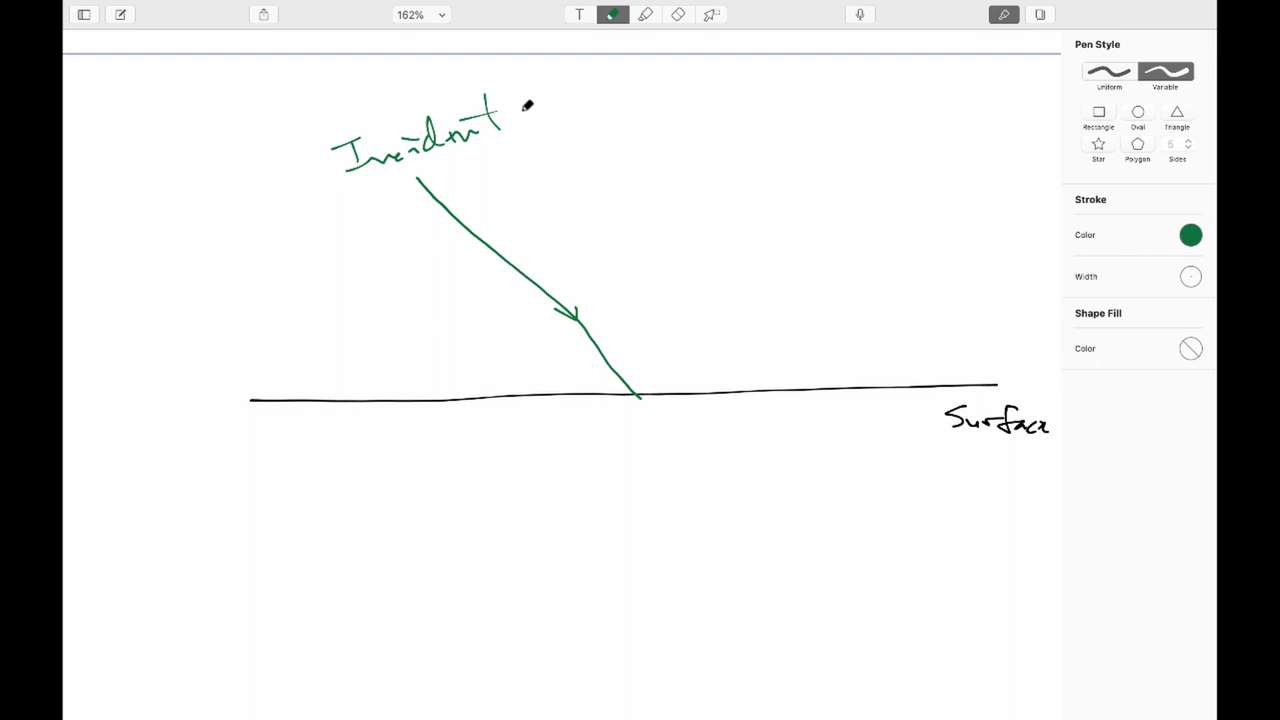 162%
T
Pen Style
Uniform Variable
Rectangle Oval Triangle
5
Star Polygon Sides
Stroke
Color
Width
Shape Fill
Color
Incident
Surface